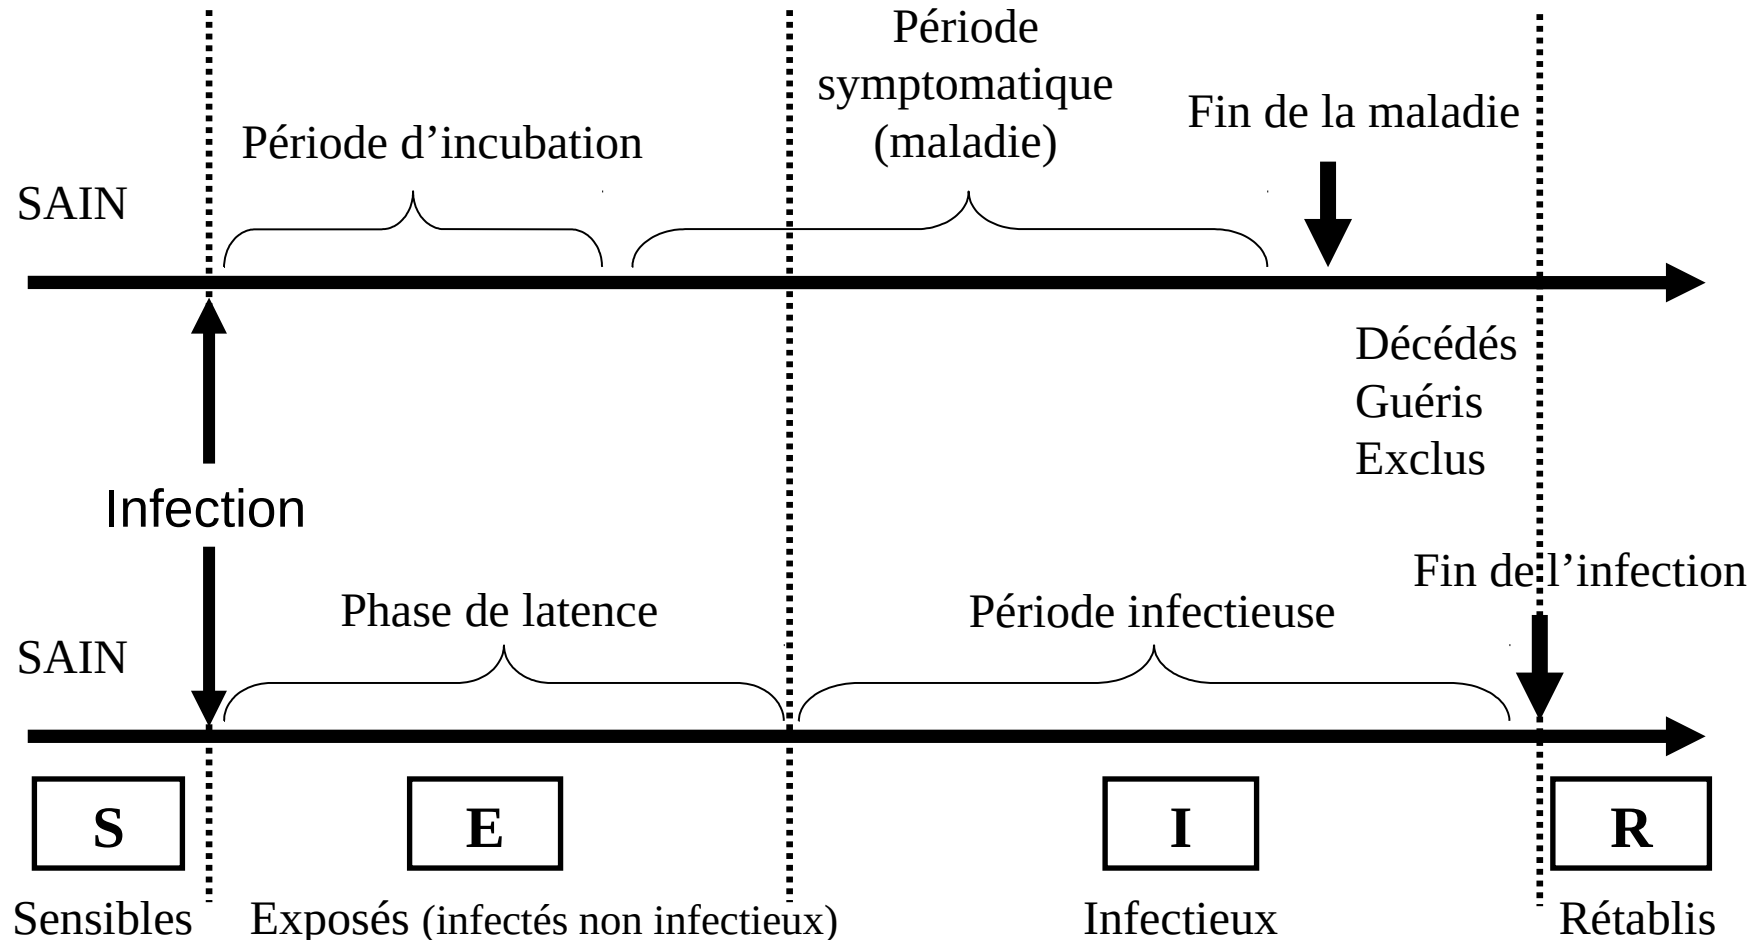 Période
symptomatique
(maladie)
Fin de la maladie
Période d’incubation
SAIN
Décédés
Guéris
Exclus
Infection
Fin de l’infection
Phase de latence
Période infectieuse
SAIN
S
E
I
R
Sensibles
Exposés (infectés non infectieux)
Infectieux
Rétablis